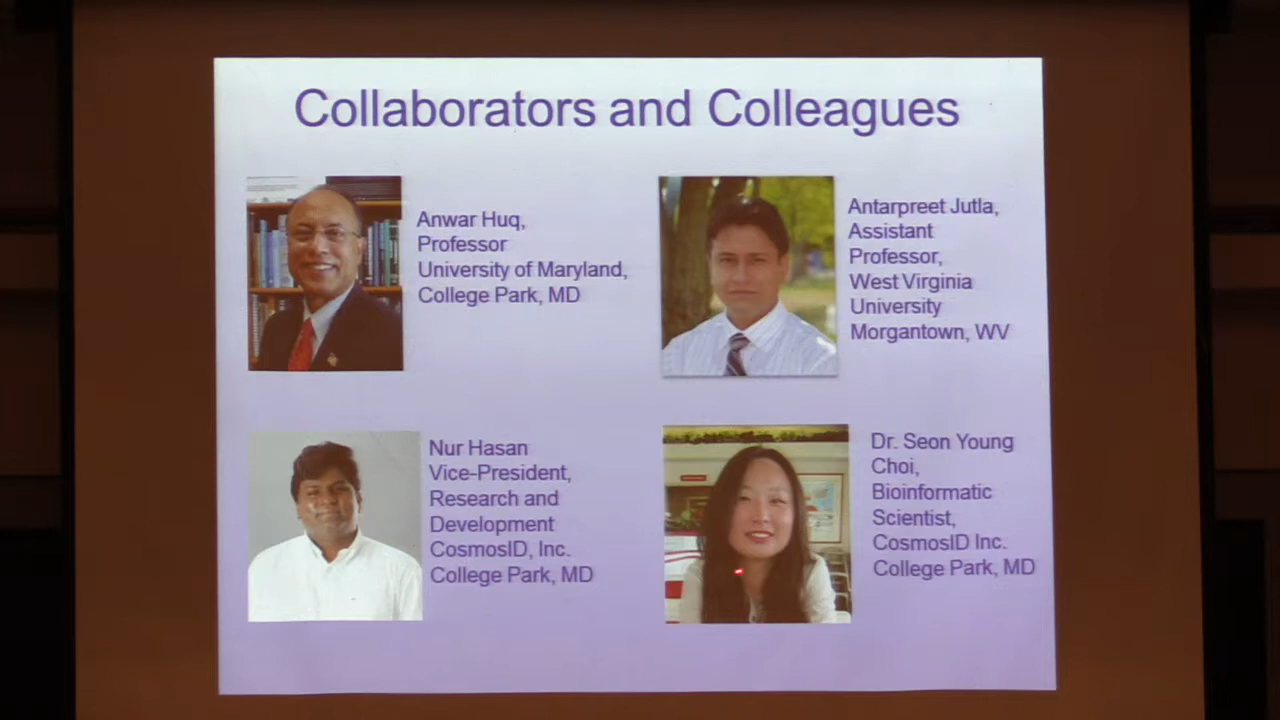 Collaborators and Colleagues
Anwar Huq,
Professor
University of Maryland,
College Park, MD
Antarpreet Jutla,
Assistant
Professor,
West Virginia
University
Morgantown, WV
Nur Hasan
Vice-President,
Research and
Development
CosmosID, Inc.
College Park, MD
Dr. Seon Young
Choi,
Bioinformatic
Scientist,
CosmosID Inc.
College Park, MD